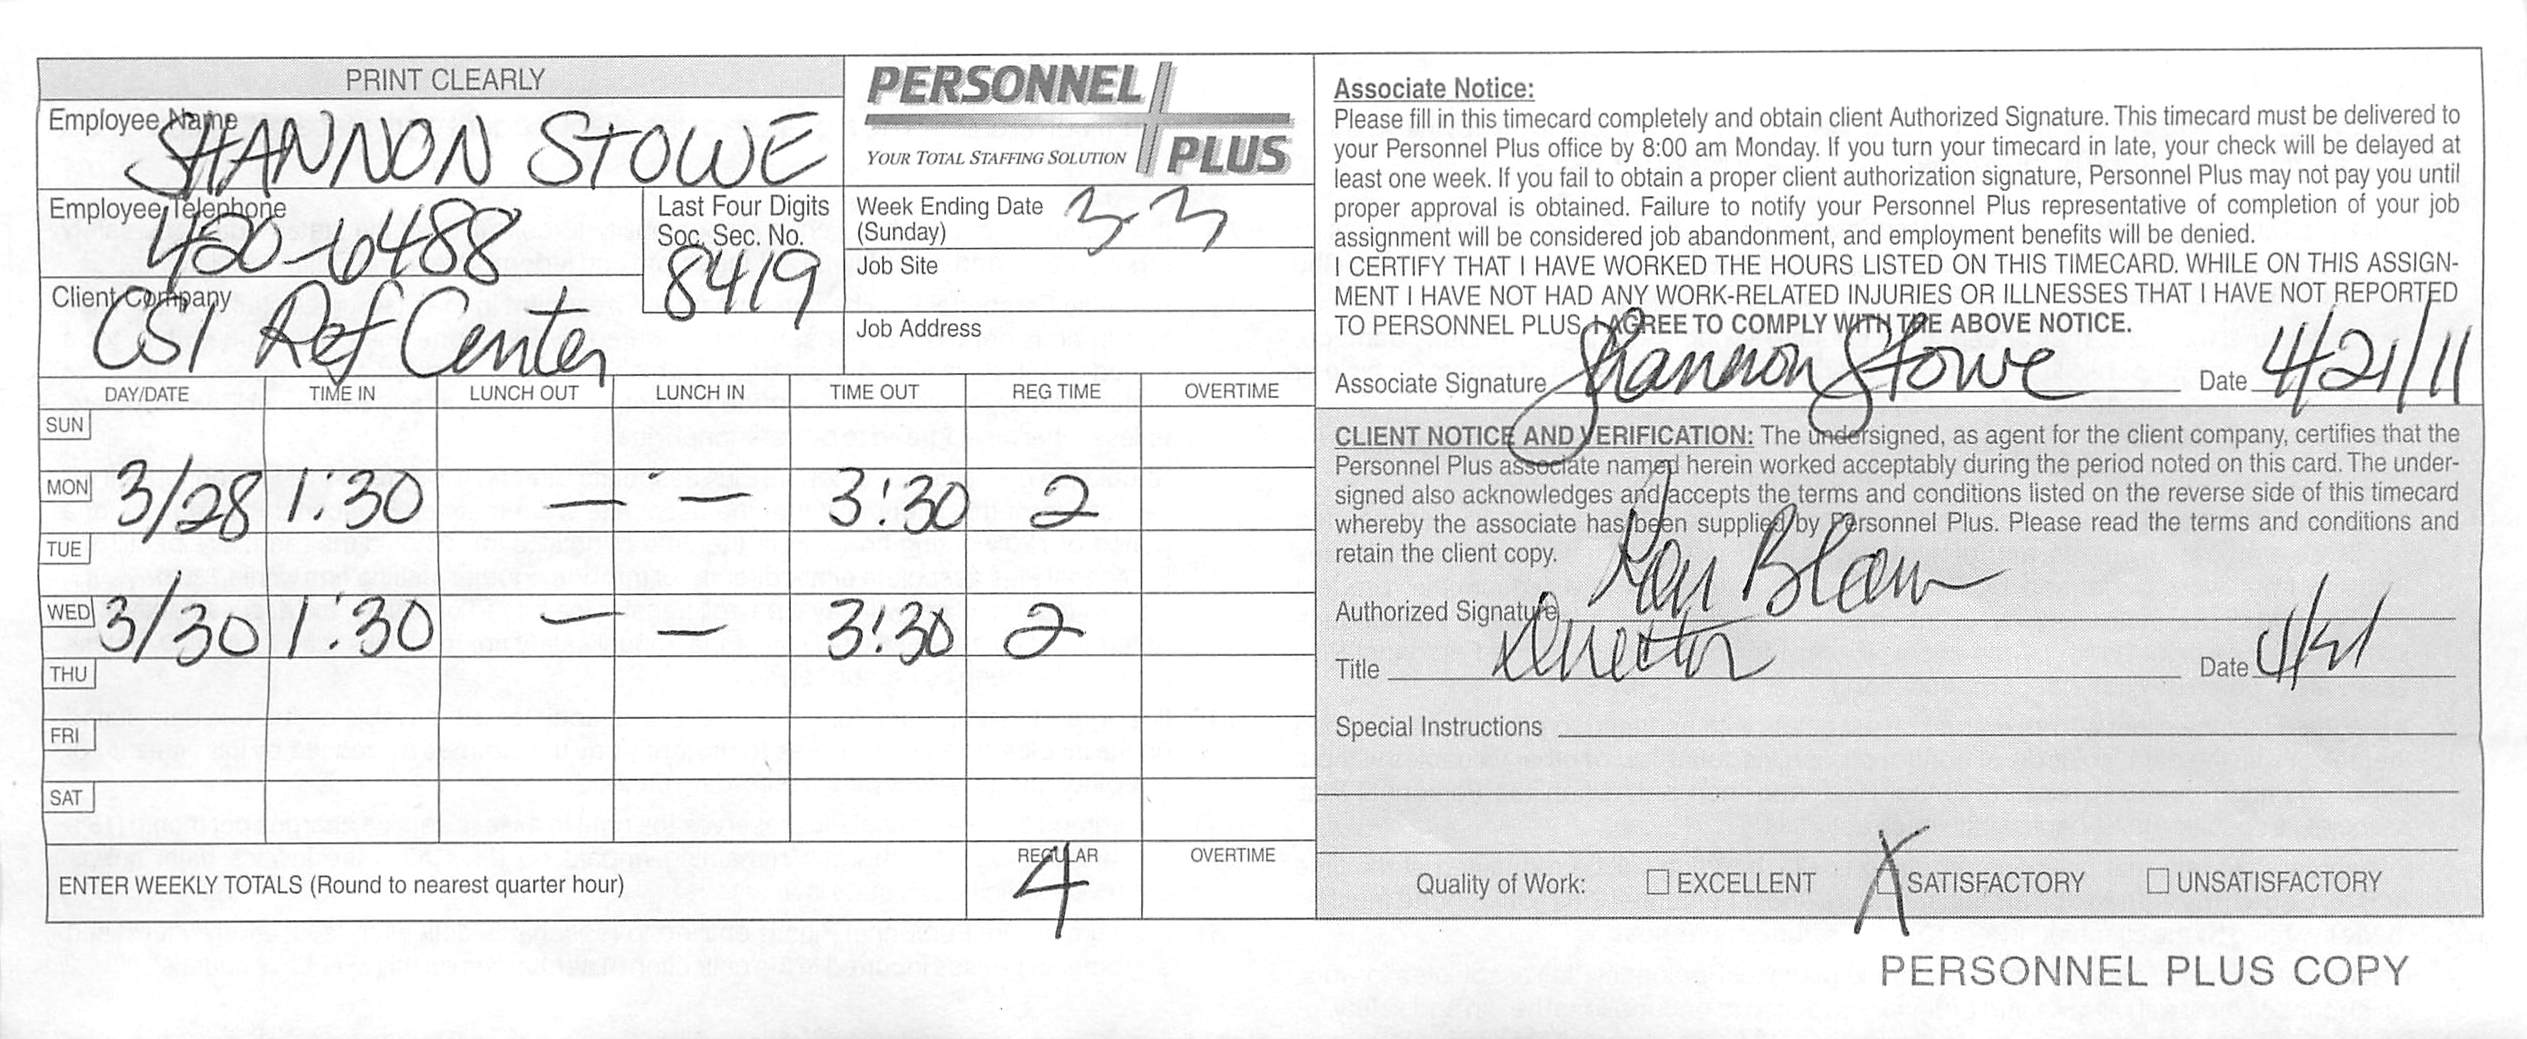 PRINT CLEARLY
Employee Name
SHANNON STOWE
Employee Telephone
420-6488
Last Four Digits
Soc. Sec. No.
8419
Client Company
CSI Ref Center
PERSONNEL
PLUS
YOUR TOTAL STAFFING SOLUTION
Week Ending Date 3-3
(Sunday)
Job Site
Job Address
DAY/DATE TIME IN LUNCH OUT LUNCH IN TIME OUT REG TIME OVERTIME
SUN
MON 3/28 1:30 — — 3:30 2
TUE
WED 3/30 1:30 — — 3:30 2
THU
FRI
SAT
ENTER WEEKLY TOTALS (Round to nearest quarter hour)
REGULAR
4
OVERTIME
Associate Notice:
Please fill in this timecard completely and obtain client Authorized Signature. This timecard must be delivered to
your Personnel Plus office by 8:00 am Monday. If you turn your timecard in late, your check will be delayed at
least one week. If you fail to obtain a proper client authorization signature, Personnel Plus may not pay you until
proper approval is obtained. Failure to notify your Personnel Plus representative of completion of your job
assignment will be considered job abandonment, and employment benefits will be denied.
I CERTIFY THAT I HAVE WORKED THE HOURS LISTED ON THIS TIMECARD. WHILE ON THIS ASSIGN-
MENT I HAVE NOT HAD ANY WORK-RELATED INJURIES OR ILLNESSES THAT I HAVE NOT REPORTED
TO PERSONNEL PLUS. I AGREE TO COMPLY WITH THE ABOVE NOTICE.
Associate Signature Shannon Stowe Date 4/21/11
CLIENT NOTICE AND VERIFICATION: The undersigned, as agent for the client company, certifies that the
Personnel Plus associate named herein worked acceptably during the period noted on this card. The under-
signed also acknowledges and accepts the terms and conditions listed on the reverse side of this timecard
whereby the associate has been supplied by Personnel Plus. Please read the terms and conditions and
retain the client copy.
Authorized Signature
Title Director Date 4/21
Special Instructions
Quality of Work: EXCELLENT X SATISFACTORY UNSATISFACTORY
PERSONNEL PLUS COPY